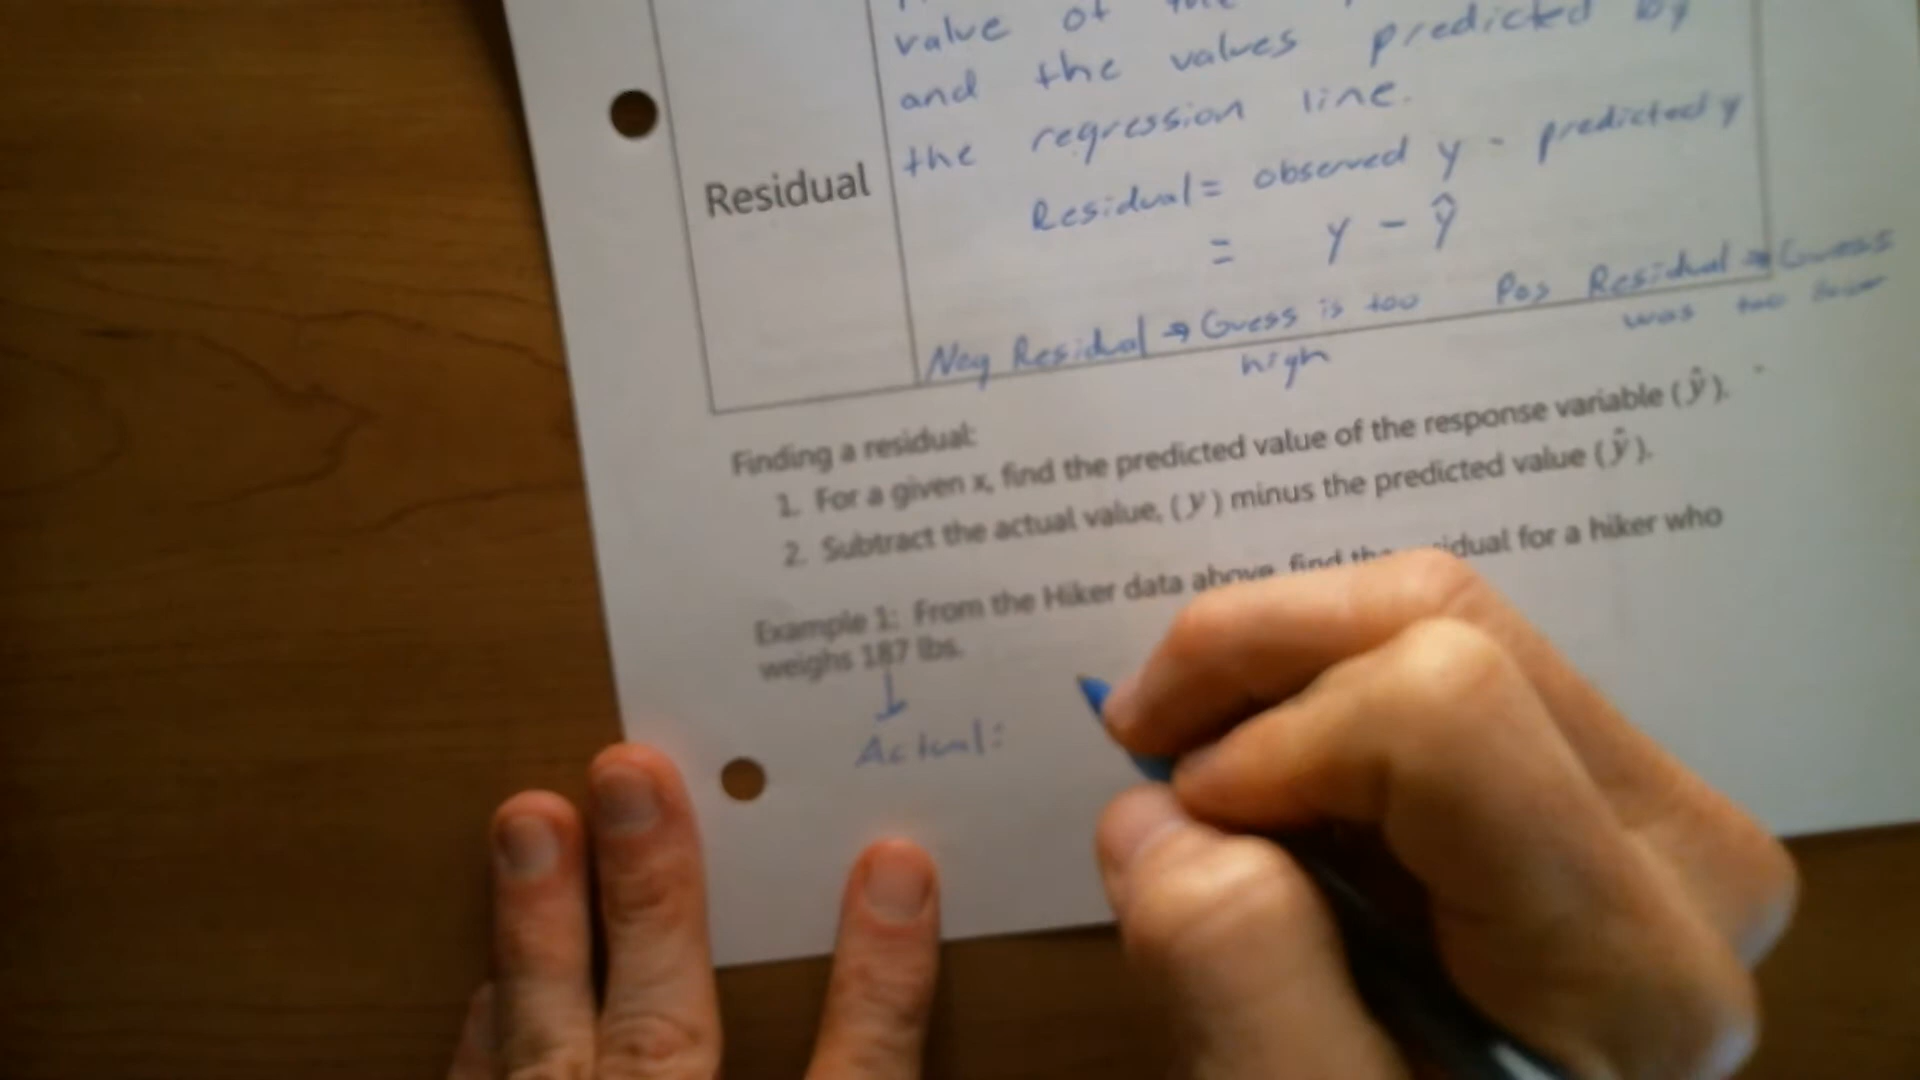 value of the
and the values predicted by
the regression line.
Residual
Residual = observed y - predicted y
= y - ŷ
Neg Residual → Guess is too high
Pos Residual → Guess was too
Finding a residual:
1. For a given x, find the predicted value of the response variable (ŷ).
2. Subtract the actual value, (y) minus the predicted value (ŷ).
Example 1: From the Hiker data above, find the residual for a hiker who
weighs 187 lbs.
Actual: